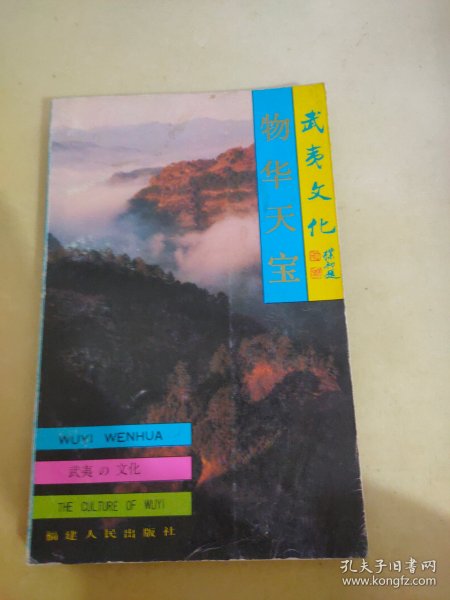 武夷文化
物华天宝
WUYI WENHUA
武夷の文化
THE CULTURE OF WUYI
福建人民出版社
孔夫子旧书网
www.kongfz.com